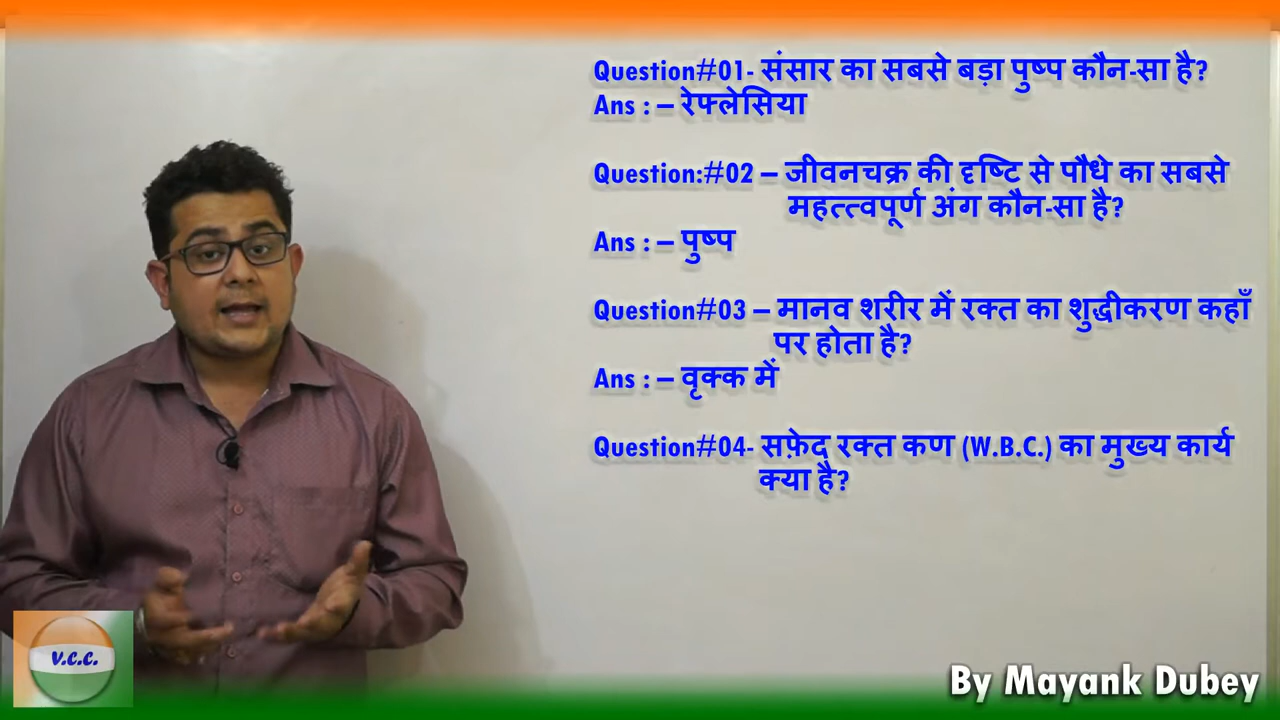 Question#01- संसार का सबसे बड़ा पुष्प कौन-सा है?
Ans : – रेफ्लेसिया
Question:#02 – जीवनचक्र की दृष्टि से पौधे का सबसे
महत्त्वपूर्ण अंग कौन-सा है?
Ans : – पुष्प
Question#03 – मानव शरीर में रक्त का शुद्धीकरण कहाँ
पर होता है?
Ans : – वृक्क में
Question#04- सफ़ेद रक्त कण (W.B.C.) का मुख्य कार्य
क्या है?
V.C.C.
By Mayank Dubey